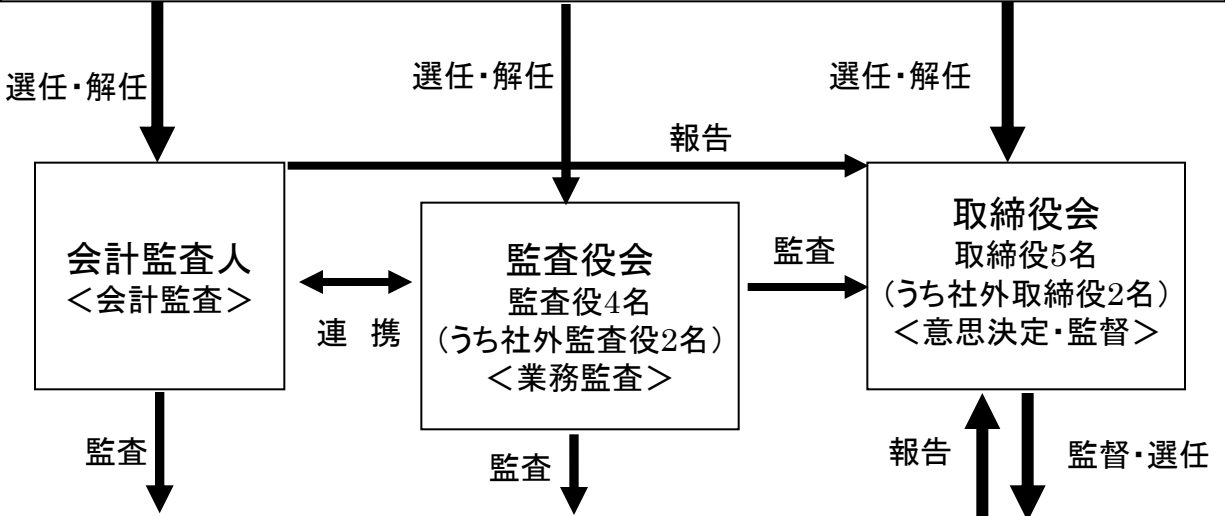 選任・解任
選任・解任
選任・解任
報告
会計監査人
＜会計監査＞
連 携
監査役会
監査役4名
(うち社外監査役2名)
＜業務監査＞
監査
取締役会
取締役5名
(うち社外取締役2名)
＜意思決定・監督＞
監査
監査
報告
監督・選任